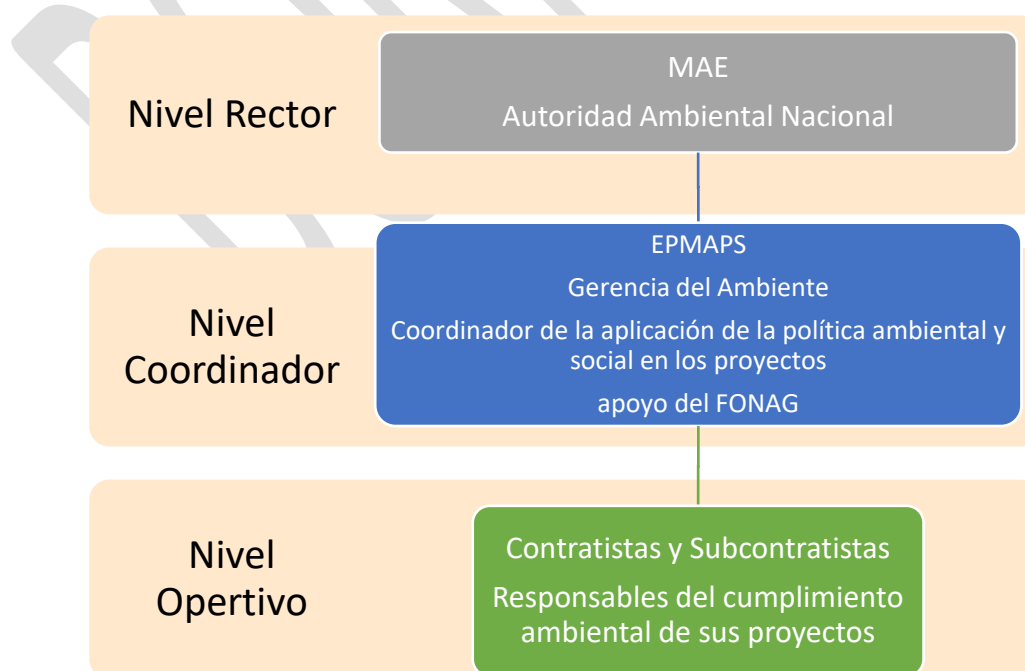 Nivel Rector
MAE
Autoridad Ambiental Nacional
Nivel
Coordinador
EPMAPS
Gerencia del Ambiente
Coordinador de la aplicación de la política ambiental y
social en los proyectos
apoyo del FONAG
Nivel
Opertivo
Contratistas y Subcontratistas
Responsables del cumplimiento
ambiental de sus proyectos